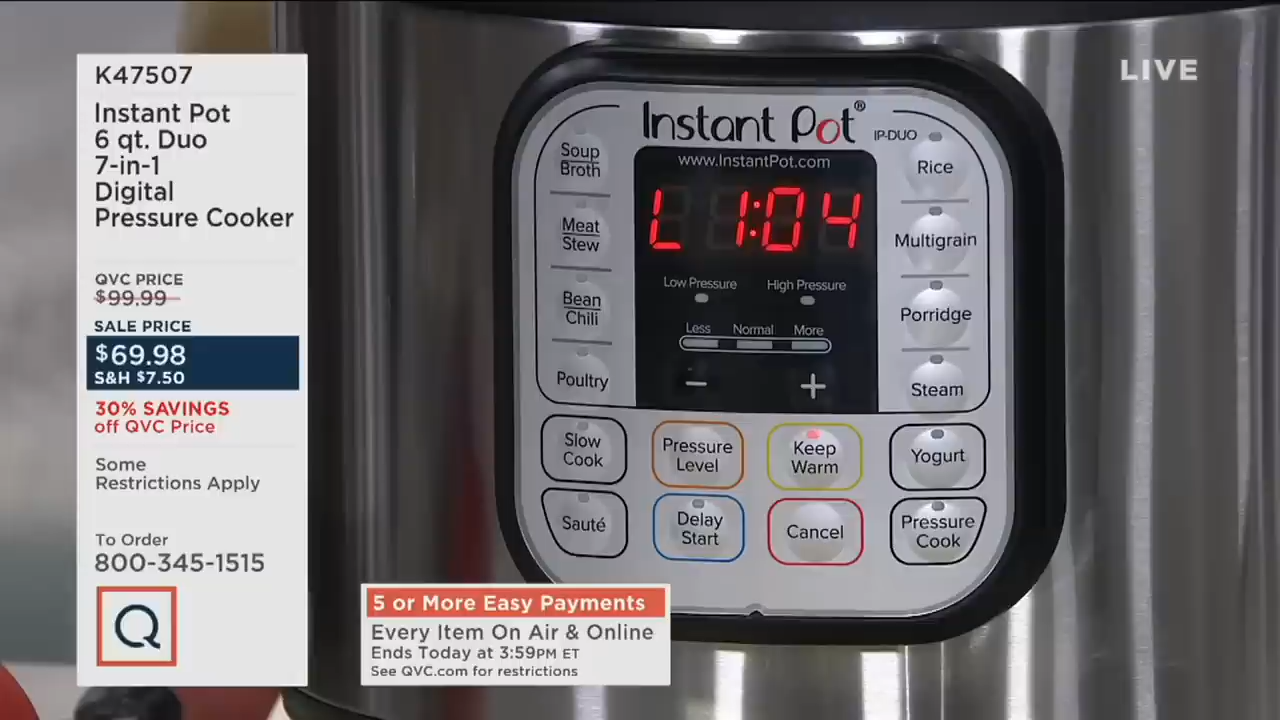 K47507
Instant Pot
6 qt. Duo
7-in-1
Digital
Pressure Cooker
QVC PRICE
$99.99
SALE PRICE
$69.98
S&H $7.50
30% SAVINGS
off QVC Price
Some
Restrictions Apply
To Order
800-345-1515
Q
5 or More Easy Payments
Every Item On Air & Online
Ends Today at 3:59PM ET
See QVC.com for restrictions
LIVE
Instant Pot®
IP-DUO
www.InstantPot.com
L 1:04
Low Pressure High Pressure
Less Normal More
− +
Soup
Broth
Meat
Stew
Bean
Chili
Poultry
Rice
Multigrain
Porridge
Steam
Slow
Cook
Pressure
Level
Keep
Warm
Yogurt
Sauté
Delay
Start
Cancel
Pressure
Cook